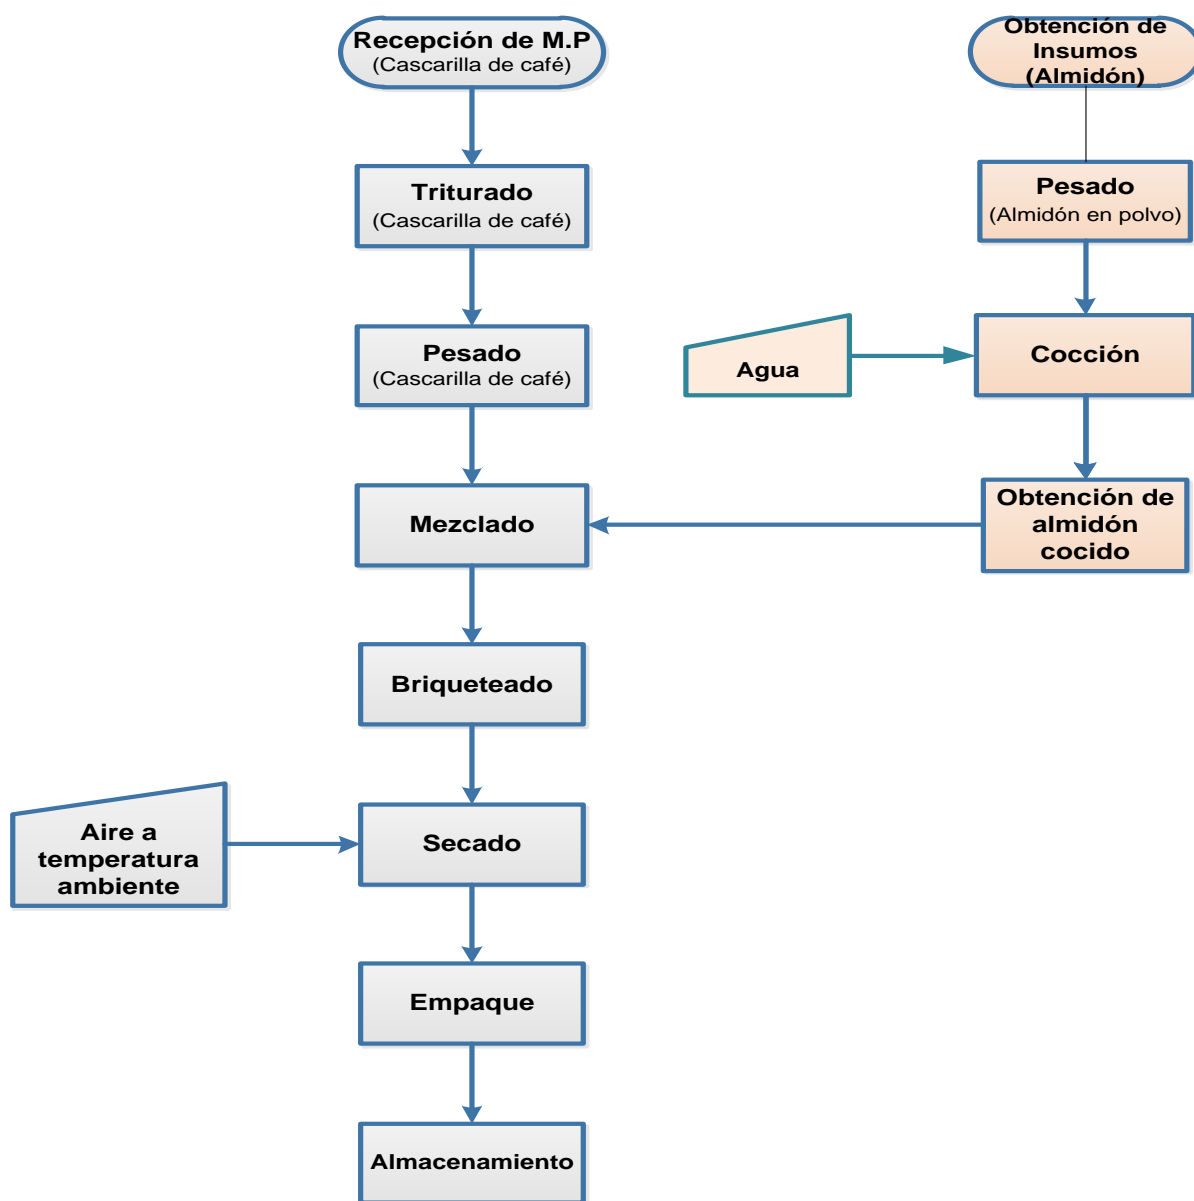 Recepción de M.P
(Cascarilla de café)
Obtención de
Insumos
(Almidón)
Triturado
(Cascarilla de café)
Pesado
(Almidón en polvo)
Pesado
(Cascarilla de café)
Agua
Cocción
Mezclado
Obtención de
almidón
cocido
Briqueteado
Aire a
temperatura
ambiente
Secado
Empaque
Almacenamiento